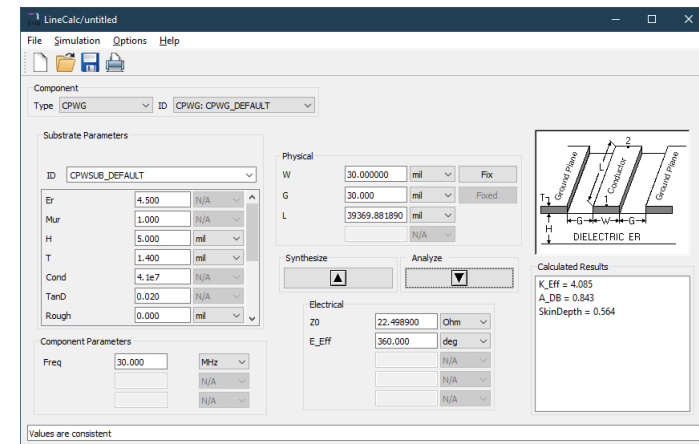 LineCalc/untitled
File Simulation Options Help
Component
Type CPWG ID CPWG: CPWG_DEFAULT
Substrate Parameters
ID CPWSUB_DEFAULT
Er 4.500 N/A
Mur 1.000 N/A
H 5.000 mil
T 1.400 mil
Cond 4.1e7 N/A
TanD 0.020 N/A
Rough 0.000 mil
Component Parameters
Freq 30.000 MHz
N/A
N/A
Physical
W 30.000000 mil Fix
G 30.000 mil Fixed
L 39369.881890 mil
N/A
Synthesize Analyze
Electrical
Z0 22.498900 Ohm
E_Eff 360.000 deg
N/A
N/A
N/A
2
Ground Plane
L
Conductor
Ground Plane
T
1
G W G
H
DIELECTRIC ER
Calculated Results
K_Eff = 4.085
A_DB = 0.843
SkinDepth = 0.564
Values are consistent